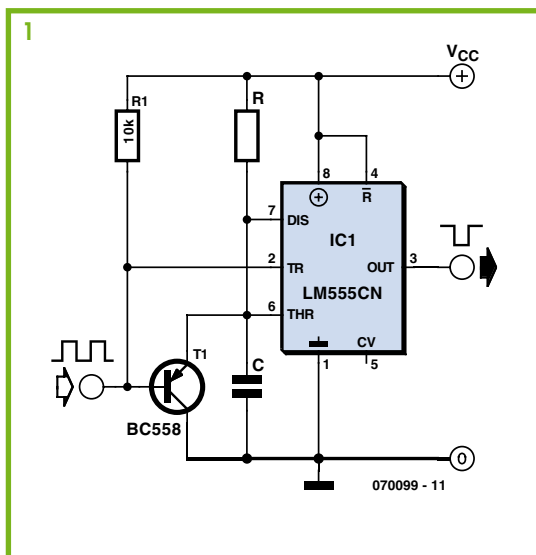 1
VCC
R1
10k
R
8
4
R
7
DIS
IC1
2
TR
OUT
3
LM555CN
6
THR
T1
C
CV
1
5
BC558
0
070099 - 11